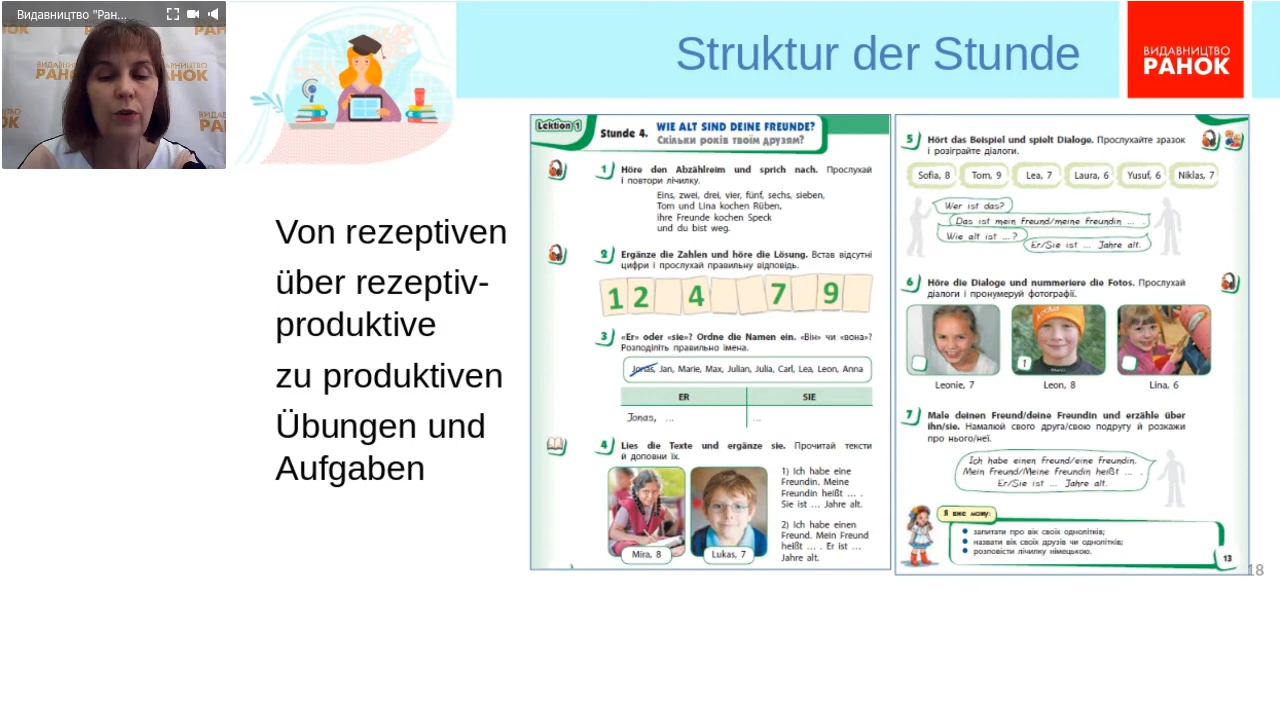 Видавництво "Ран...
Struktur der Stunde
ВИДАВНИЦТВО
РАНОК
Von rezeptiven
über rezeptiv-
produktive
zu produktiven
Übungen und
Aufgaben
Lektion 1
Stunde 4.
WIE ALT SIND DEINE FREUNDE?
Скільки років твоїм друзям?
1 Höre den Abzählreim und sprich nach. Прослухай
і повтори лічилку.
Eins, zwei, drei, vier, fünf, sechs, sieben,
Tom und Lina kochen Rüben,
ihre Freunde kochen Speck
und du bist weg.
2 Ergänze die Zahlen und höre die Lösung. Встав відсутні
цифри і прослухай правильну відповідь.
1 2 4 7 9
3 «Er» oder «sie»? Ordne die Namen ein. «Він» чи «вона»?
Розподіліть правильно імена.
Jonas, Jan, Marie, Max, Julian, Julia, Carl, Lea, Leon, Anna
ER SIE
Jonas, ... ...
4 Lies die Texte und ergänze sie. Прочитай тексти
й доповни їх.
1) Ich habe eine
Freundin. Meine
Freundin heißt ... .
Sie ist ... Jahre alt.
2) Ich habe einen
Freund. Mein Freund
heißt ... . Er ist ...
Jahre alt.
Mira, 8
Lukas, 7
5 Hört das Beispiel und spielt Dialoge. Прослухайте зразок
і розіграйте діалоги.
Sofia, 8 Tom, 9 Lea, 7 Laura, 6 Yusuf, 6 Niklas, 7
Wer ist das?
Das ist mein Freund/meine Freundin ... .
Wie alt ist ... ?
Er/Sie ist ... Jahre alt.
6 Höre die Dialoge und nummeriere die Fotos. Прослухай
діалоги і пронумеруй фотографії.
1
Leonie, 7 Leon, 8 Lina, 6
7 Male deinen Freund/deine Freundin und erzähle über
ihn/sie. Намалюй свого друга/свою подругу й розкажи
про нього/неї.
Ich habe einen Freund/eine Freundin.
Mein Freund/Meine Freundin heißt ... .
Er/Sie ist ... Jahre alt.
Я вже можу:
• запитати про вік своїх однолітків;
• назвати вік своїх друзів чи однолітків;
• розповісти лічилку німецькою.
13
18